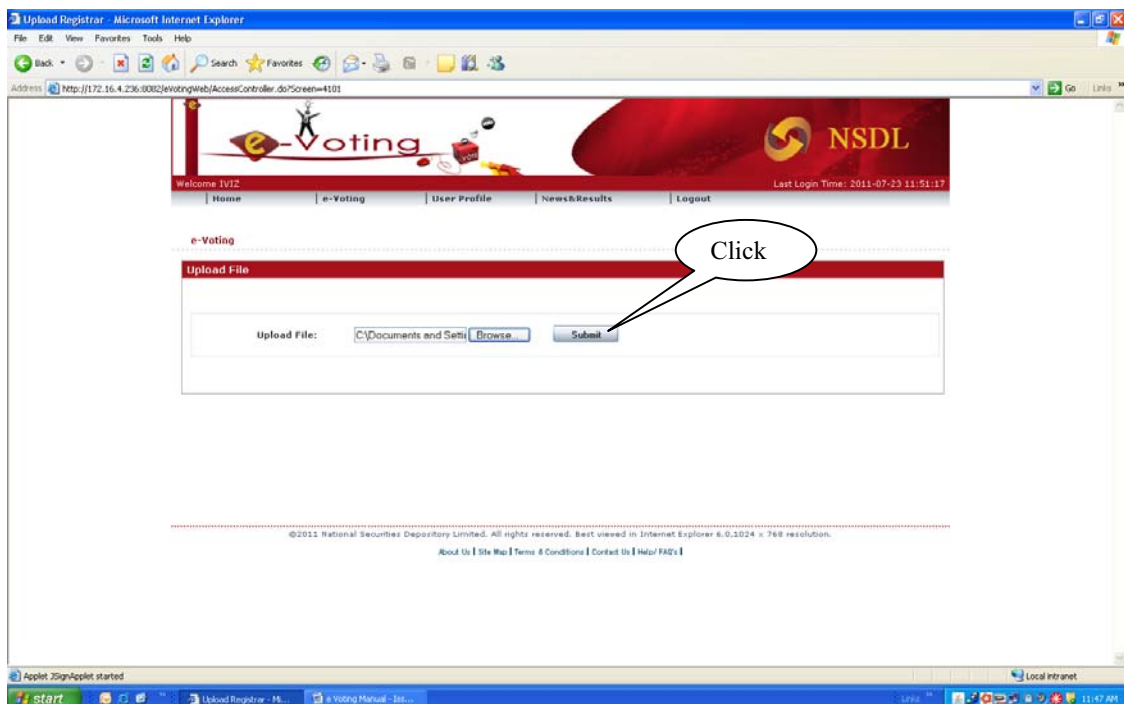 Upload Registrar - Microsoft Internet Explorer
File Edit View Favorites Tools Help
Back Search Favorites
Address http://172.16.4.236:8082/eVotingWeb/AccessController.do?Screen=4101 Go Links
e-Voting
VOTE
NSDL
Welcome IVIZ Last Login Time: 2011-07-23 11:51:17
Home e-Voting User Profile News&Results Logout
e-Voting
Click
Upload File
Upload File: C:\Documents and Setti Browse... Submit
©2011 National Securities Depository Limited. All rights reserved. Best viewed in Internet Explorer 6.0,1024 x 768 resolution.
About Us | Site Map | Terms & Conditions | Contact Us | Help/ FAQ's |
Applet JSignApplet started Local intranet
start Upload Registrar - Mi... e Voting Manual - Iss... Links 11:47 AM